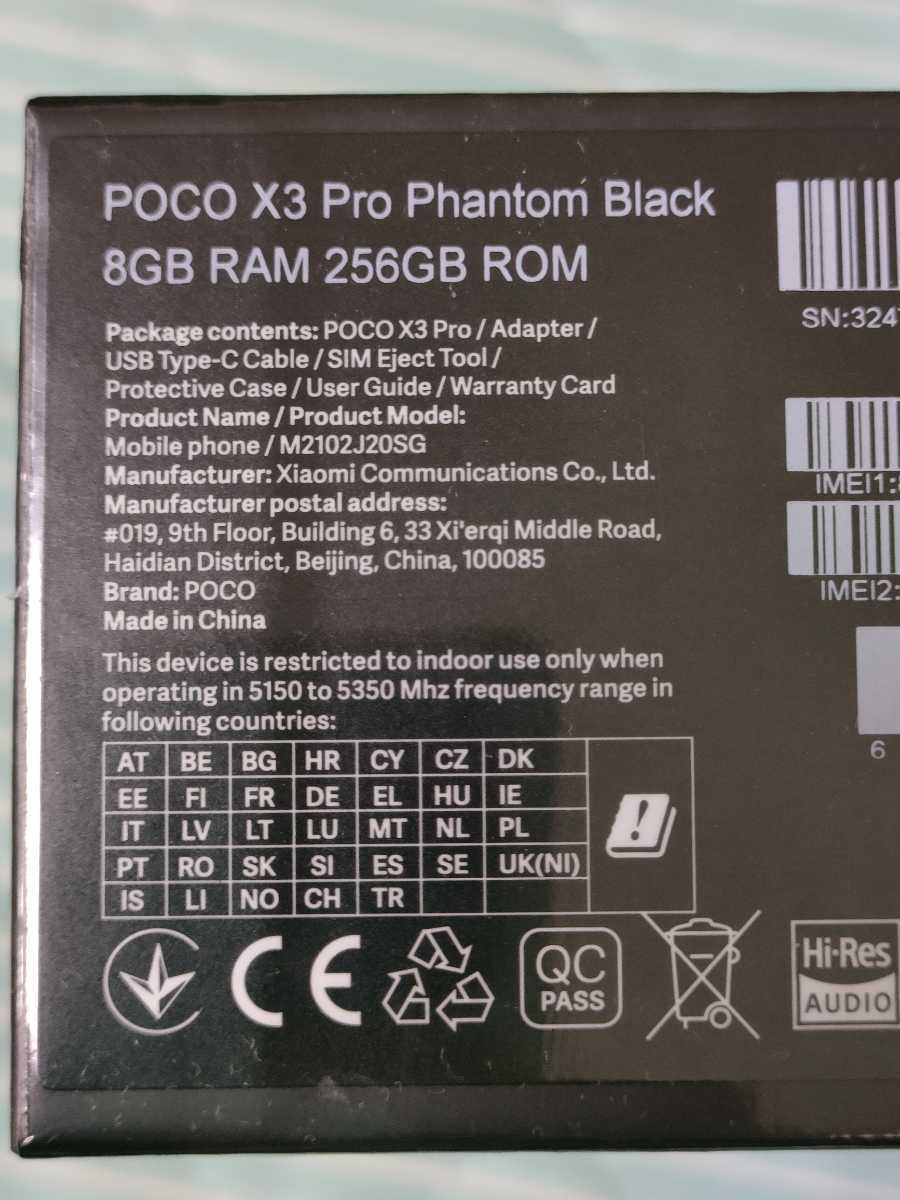 POCO X3 Pro Phantom Black
8GB RAM 256GB ROM
Package contents: POCO X3 Pro / Adapter /
USB Type-C Cable / SIM Eject Tool /
Protective Case / User Guide / Warranty Card
Product Name / Product Model:
Mobile phone / M2102J20SG
Manufacturer: Xiaomi Communications Co., Ltd.
Manufacturer postal address:
#019, 9th Floor, Building 6, 33 Xi'erqi Middle Road,
Haidian District, Beijing, China, 100085
Brand: POCO
Made in China
This device is restricted to indoor use only when
operating in 5150 to 5350 Mhz frequency range in
following countries:
AT BE BG HR CY CZ DK
EE FI FR DE EL HU IE
IT LV LT LU MT NL PL
PT RO SK SI ES SE UK(NI)
IS LI NO CH TR
!
CE
QC
PASS
Hi-Res
AUDIO
SN:324
IMEI1:
IMEI2:
6